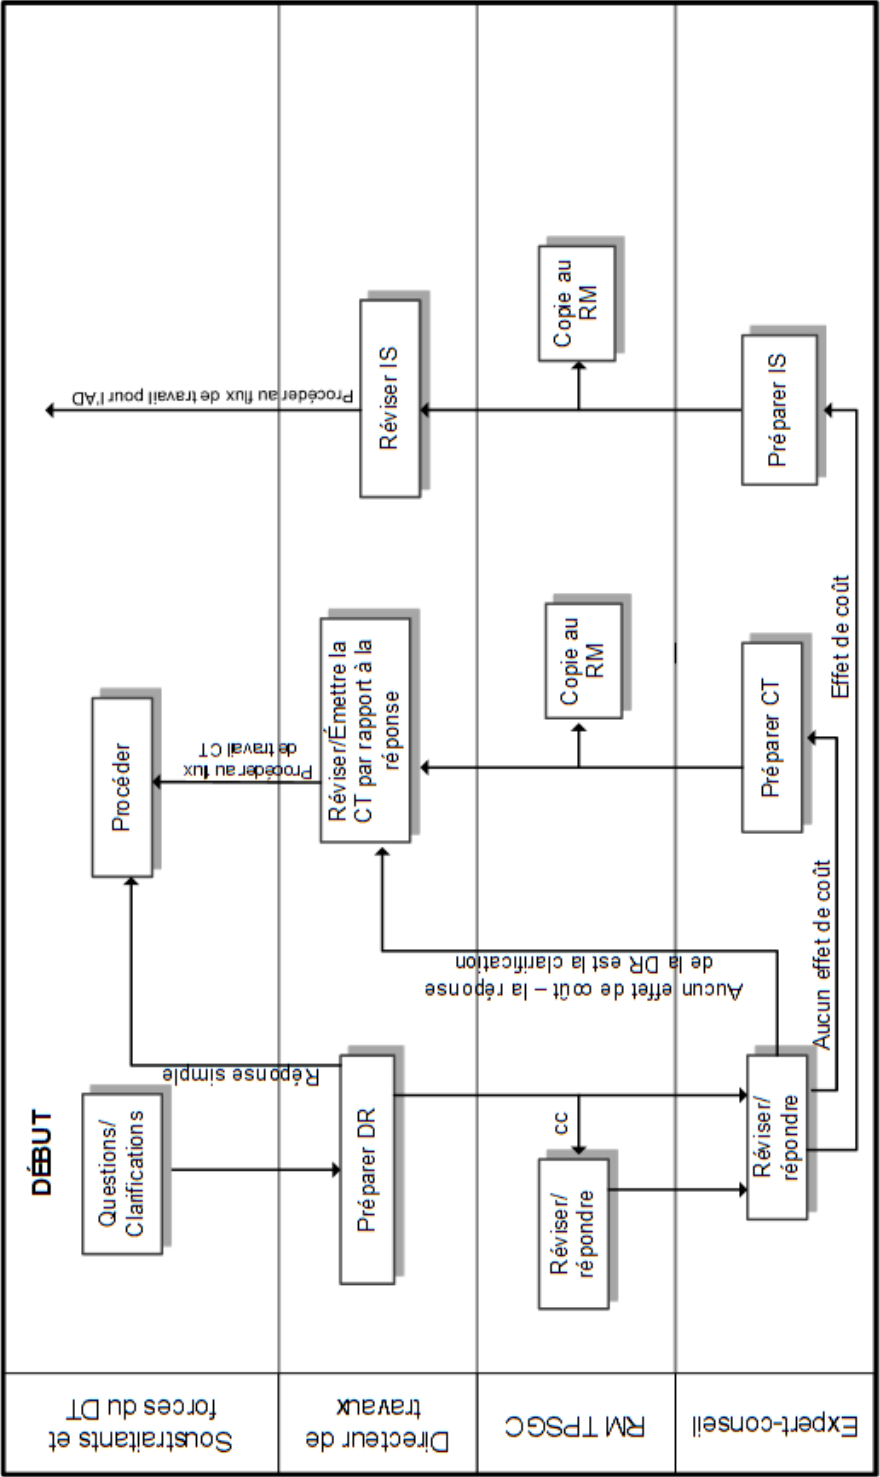 DÉBUT
Soustraitants et
forces du DT
Questions/
Clarifications
Réponse simple
Procéder
Procéder au flux
de travail CT
Procéder au flux de travail pour l'AD
Directeur de
travaux
Préparer DR
Réviser/Émettre la
CT par rapport à la
réponse
Réviser IS
RM TPSGC
Réviser/
répondre
cc
Aucun effet de coût – la réponse
de la DR est la clarification
Copie au
RM
Copie au
RM
Expert-conseil
Réviser/
répondre
Aucun effet de coût
Préparer CT
Effet de coût
Préparer IS